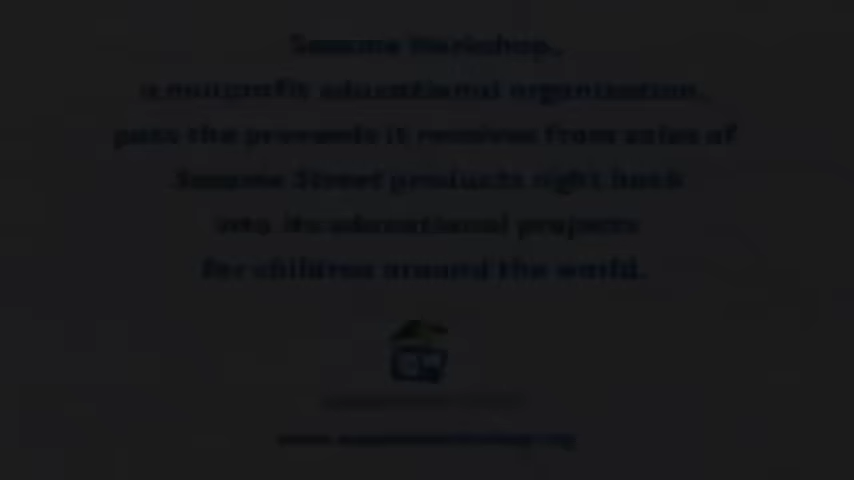 Sesame Workshop,
a nonprofit educational organization,
puts the proceeds it receives from sales of
Sesame Street products right back
into its educational projects
for children around the world.